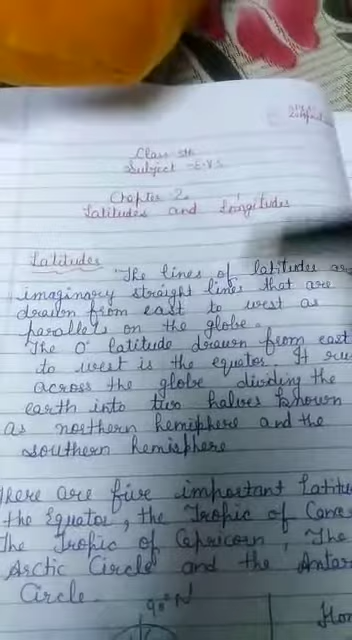 Class 5th
Subject - E.V.S.
Chapter 2
Latitudes and Longitudes
Latitudes The lines of latitudes are
imaginary straight lines that are
drawn from east to west as
parallels on the globe.
The 0° latitude drawn from east
to west is the equator. It run
across the globe dividing the
earth into two halves known
as northern hemisphere and the
southern hemisphere
There are five important Latitu
the Equator, the Tropic of Cance
The Tropic of Capricorn, The
Arctic Circle and the Antar
Circle.
90° N